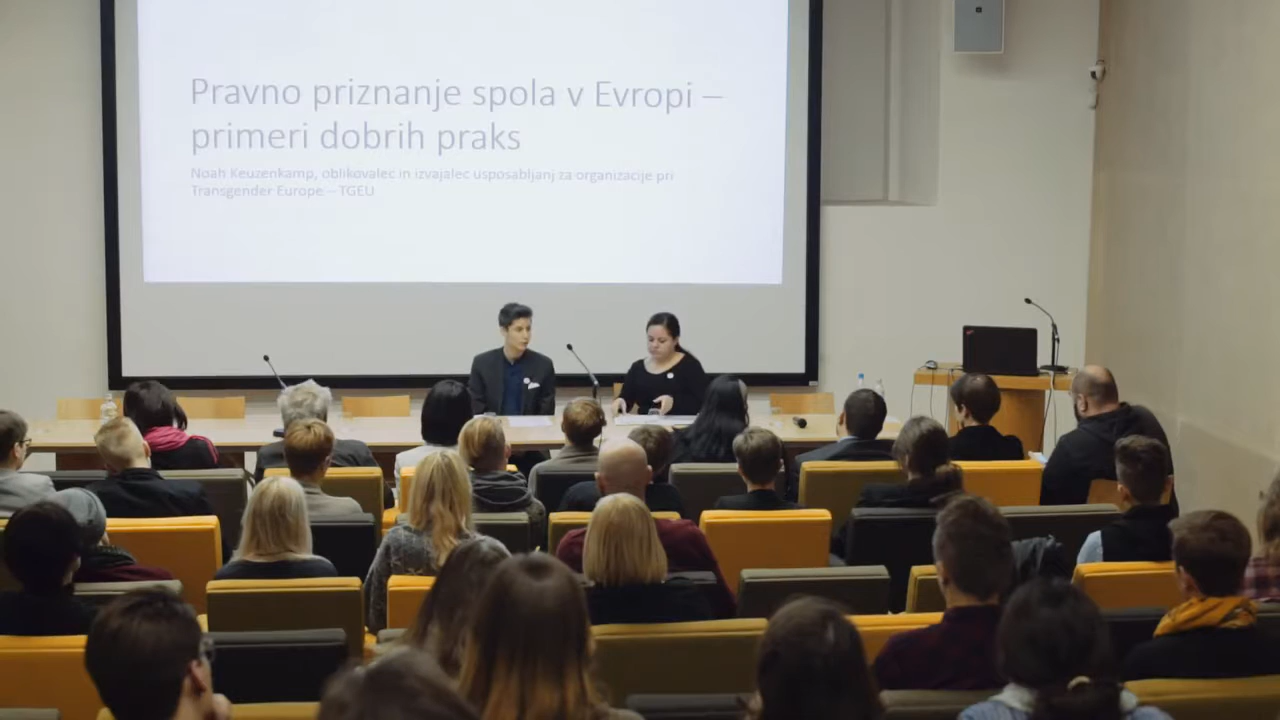 Pravno priznanje spola v Evropi –
primeri dobrih praks
Noah Keuzenkamp, oblikovalec in izvajalec usposabljanj za organizacije pri
Transgender Europe – TGEU